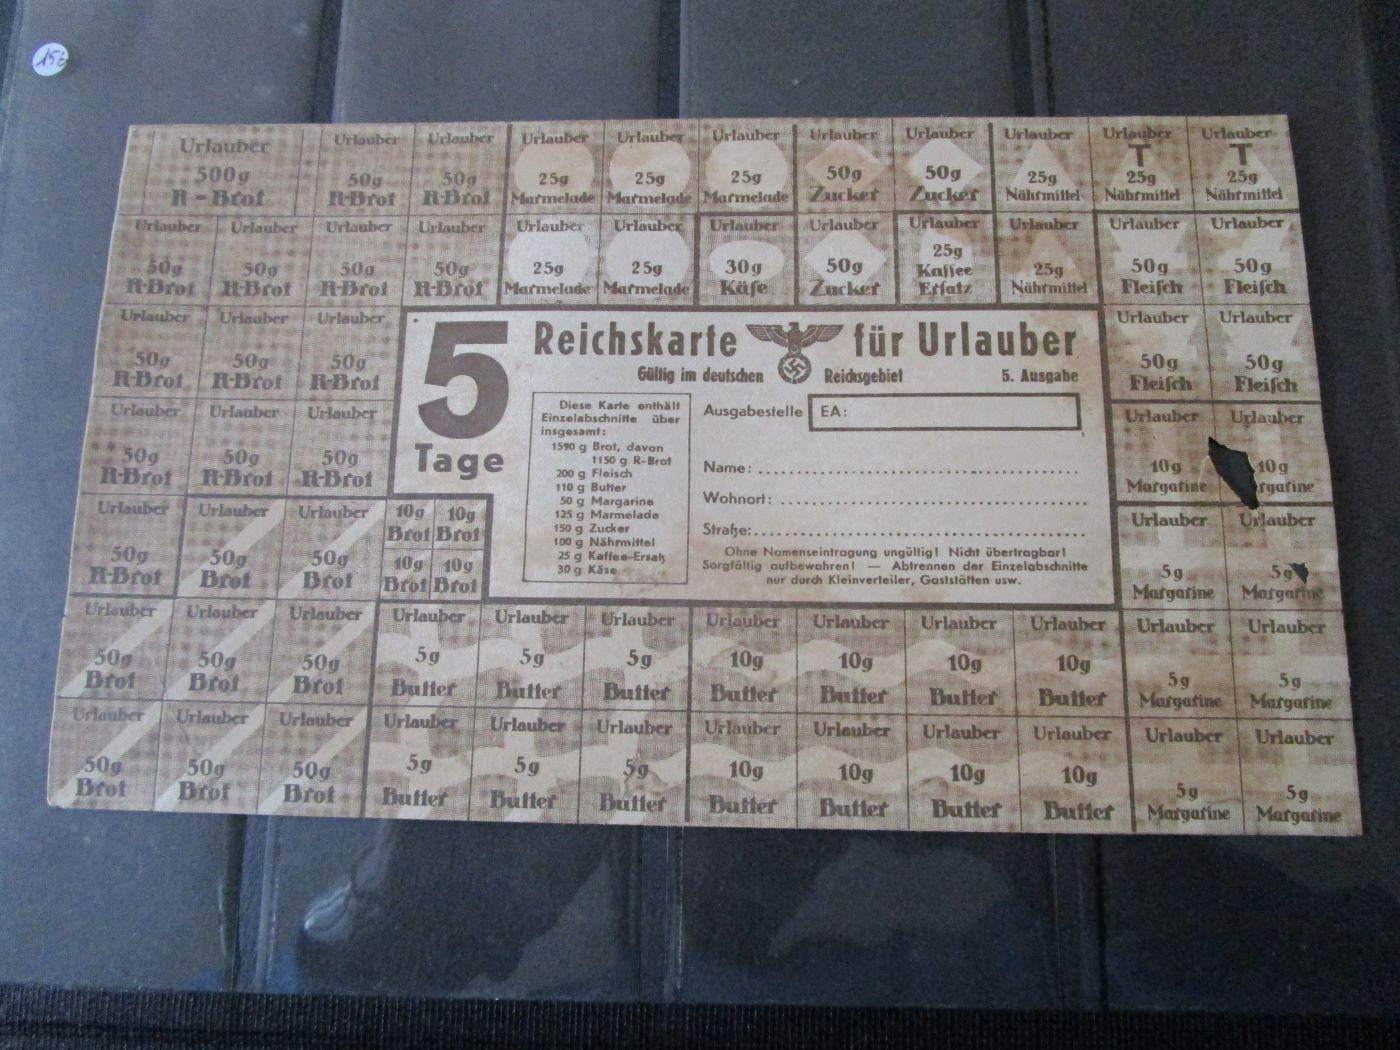 15€
Urlauber Urlauber Urlauber Urlauber Urlauber Urlauber Urlauber Urlauber Urlauber Urlauber Urlauber
T T
500g 50g 50g 25g 25g 25g 50g 50g 25g 25g 25g
R-Brot R-Brot R-Brot Marmelade Marmelade Marmelade Zucker Zucker Nährmittel Nährmittel Nährmittel
Urlauber Urlauber Urlauber Urlauber Urlauber Urlauber Urlauber Urlauber Urlauber Urlauber Urlauber Urlauber
50g 50g 50g 50g 25g 25g 30g 50g 25g 25g 50g 50g
R-Brot R-Brot R-Brot R-Brot Marmelade Marmelade Käse Zucker Kaffee Ersatz Nährmittel Fleisch Fleisch
Urlauber Urlauber Urlauber
50g 50g 50g
R-Brot R-Brot R-Brot
Urlauber Urlauber Urlauber
50g 50g 50g
R-Brot R-Brot R-Brot
5
Tage
Reichskarte für Urlauber
Gültig im deutschen Reichsgebiet 5. Ausgabe
Diese Karte enthält
Einzelabschnitte über
insgesamt:
1590 g Brot, davon
1150 g R-Brot
200 g Fleisch
110 g Butter
50 g Margarine
125 g Marmelade
150 g Zucker
100 g Nährmittel
25 g Kaffee-Ersatz
30 g Käse
Ausgabestelle EA:
Name:
Wohnort:
Straße:
Ohne Namenseintragung ungültig! Nicht übertragbar!
Sorgfältig aufbewahren! — Abtrennen der Einzelabschnitte
nur durch Kleinverteiler, Gaststätten usw.
Urlauber Urlauber
50g 50g
Fleisch Fleisch
Urlauber Urlauber
10g 10g
Margarine rgarine
Urlauber Urlauber
5g 5g
Margarine Margarine
Urlauber Urlauber Urlauber 10g 10g
Brot Brot
50g 50g 50g 10g 10g
R-Brot Brot Brot Brot Brot
Urlauber Urlauber Urlauber Urlauber Urlauber Urlauber Urlauber Urlauber Urlauber Urlauber Urlauber Urlauber
50g 50g 50g 5g 5g 5g 10g 10g 10g 10g 5g 5g
Brot Brot Brot Butter Butter Butter Butter Butter Butter Butter Margarine Margarine
Urlauber Urlauber Urlauber Urlauber Urlauber Urlauber Urlauber Urlauber Urlauber Urlauber Urlauber Urlauber
50g 50g 50g 5g 5g 5g 10g 10g 10g 10g 5g 5g
Brot Brot Brot Butter Butter Butter Butter Butter Butter Butter Margarine Margarine